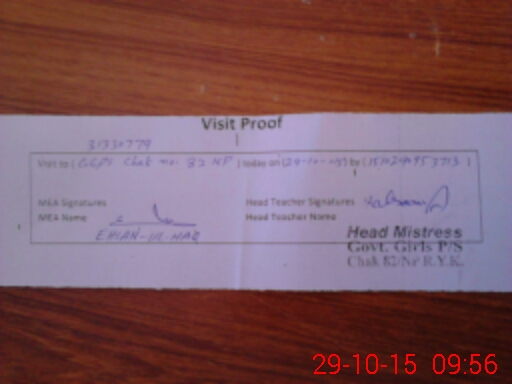 Visit Proof
31330779
Visit to ( GGPS Chak no. 82 NP ) today on (29-10-15) by ( )
MEA Signatures Head Teacher Signatures
MEA Name Head Teacher Name
EHSAN-UL-HAQ
Head Mistress
Govt. Girls P/S
Chak 82/NP R.Y.K.
29-10-15 09:56